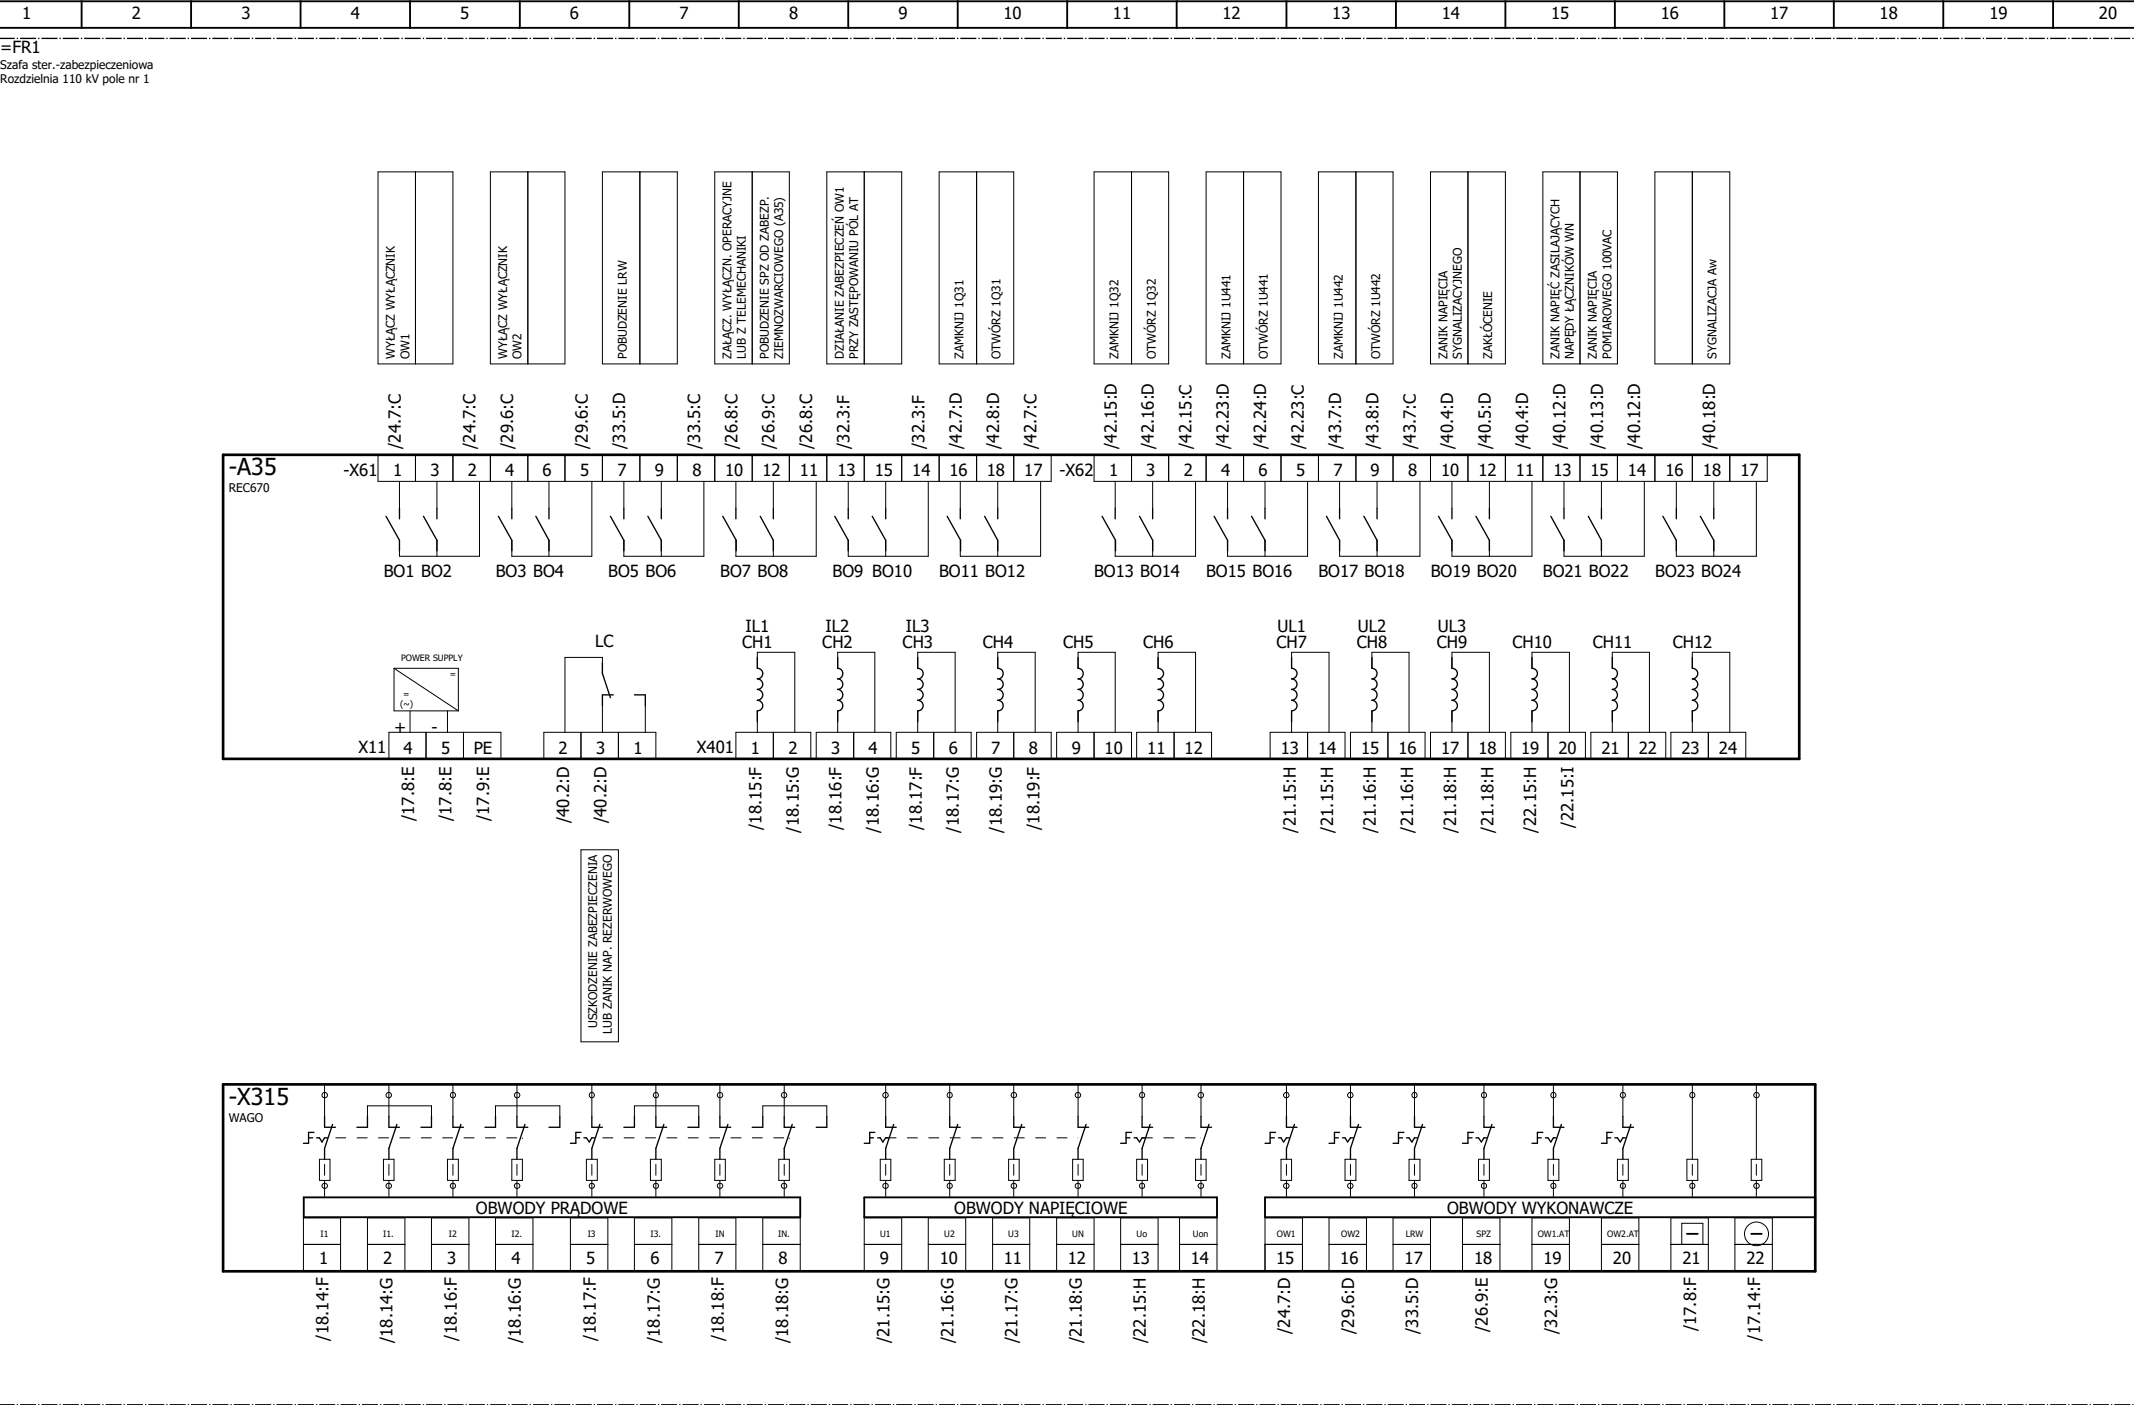 1 2 3 4 5 6 7 8 9 10 11 12 13 14 15 16 17 18 19 20
=FR1
Szafa ster.-zabezpieczeniowa
Rozdzielnia 110 kV pole nr 1
WYŁĄCZ WYŁĄCZNIK
OW1
WYŁĄCZ WYŁĄCZNIK
OW2
POBUDZENIE LRW
ZAŁĄCZ. WYŁĄCZN. OPERACYJNE
LUB Z TELEMECHANIKI
POBUDZENIE SPZ OD ZABEZP.
ZIEMNOZWARCIOWEGO (A35)
DZIAŁANIE ZABEZPIECZEŃ OW1
PRZY ZASTĘPOWANIU PÓL AT
ZAMKNIJ 1Q31
OTWÓRZ 1Q31
ZAMKNIJ 1Q32
OTWÓRZ 1Q32
ZAMKNIJ 1U441
OTWÓRZ 1U441
ZAMKNIJ 1U442
OTWÓRZ 1U442
ZANIK NAPIĘCIA
SYGNALIZACYJNEGO
ZAKŁÓCENIE
ZANIK NAPIĘĆ ZASILAJĄCYCH
NAPĘDY ŁĄCZNIKÓW WN
ZANIK NAPIĘCIA
POMIAROWEGO 100VAC
SYGNALIZACJA Aw
/24.7:C /24.7:C /29.6:C /29.6:C /33.5:D /33.5:C /26.8:C /26.9:C /26.8:C /32.3:F /32.3:F /42.7:D /42.8:D /42.7:C /42.15:D /42.16:D /42.15:C /42.23:D /42.24:D /42.23:C /43.7:D /43.8:D /43.7:C /40.4:D /40.5:D /40.4:D /40.12:D /40.13:D /40.12:D /40.18:D
-A35
REC670
-X61 1 3 2 4 6 5 7 9 8 10 12 11 13 15 14 16 18 17 -X62 1 3 2 4 6 5 7 9 8 10 12 11 13 15 14 16 18 17
BO1 BO2 BO3 BO4 BO5 BO6 BO7 BO8 BO9 BO10 BO11 BO12 BO13 BO14 BO15 BO16 BO17 BO18 BO19 BO20 BO21 BO22 BO23 BO24
IL1 IL2 IL3 UL1 UL2 UL3
LC CH1 CH2 CH3 CH4 CH5 CH6 CH7 CH8 CH9 CH10 CH11 CH12
POWER SUPPLY
=
=
(~)
+ -
X11 4 5 PE 2 3 1 X401 1 2 3 4 5 6 7 8 9 10 11 12 13 14 15 16 17 18 19 20 21 22 23 24
/17.8:E /17.8:E /17.9:E /40.2:D /40.2:D /18.15:F /18.15:G /18.16:F /18.16:G /18.17:F /18.17:G /18.19:G /18.19:F /21.15:H /21.15:H /21.16:H /21.16:H /21.18:H /21.18:H /22.15:H /22.15:I
USZKODZENIE ZABEZPIECZENIA
LUB ZANIK NAP. REZERWOWEGO
-X315
WAGO
OBWODY PRĄDOWE OBWODY NAPIĘCIOWE OBWODY WYKONAWCZE
I1 I1. I2 I2. I3 I3. IN IN. U1 U2 U3 UN Uo Uon OW1 OW2 LRW SPZ OW1.AT OW2.AT − −
1 2 3 4 5 6 7 8 9 10 11 12 13 14 15 16 17 18 19 20 21 22
/18.14:F /18.14:G /18.16:F /18.16:G /18.17:F /18.17:G /18.18:F /18.18:G /21.15:G /21.16:G /21.17:G /21.18:G /22.15:H /22.18:H /24.7:D /29.6:D /33.5:D /26.9:E /32.3:G /17.8:F /17.14:F